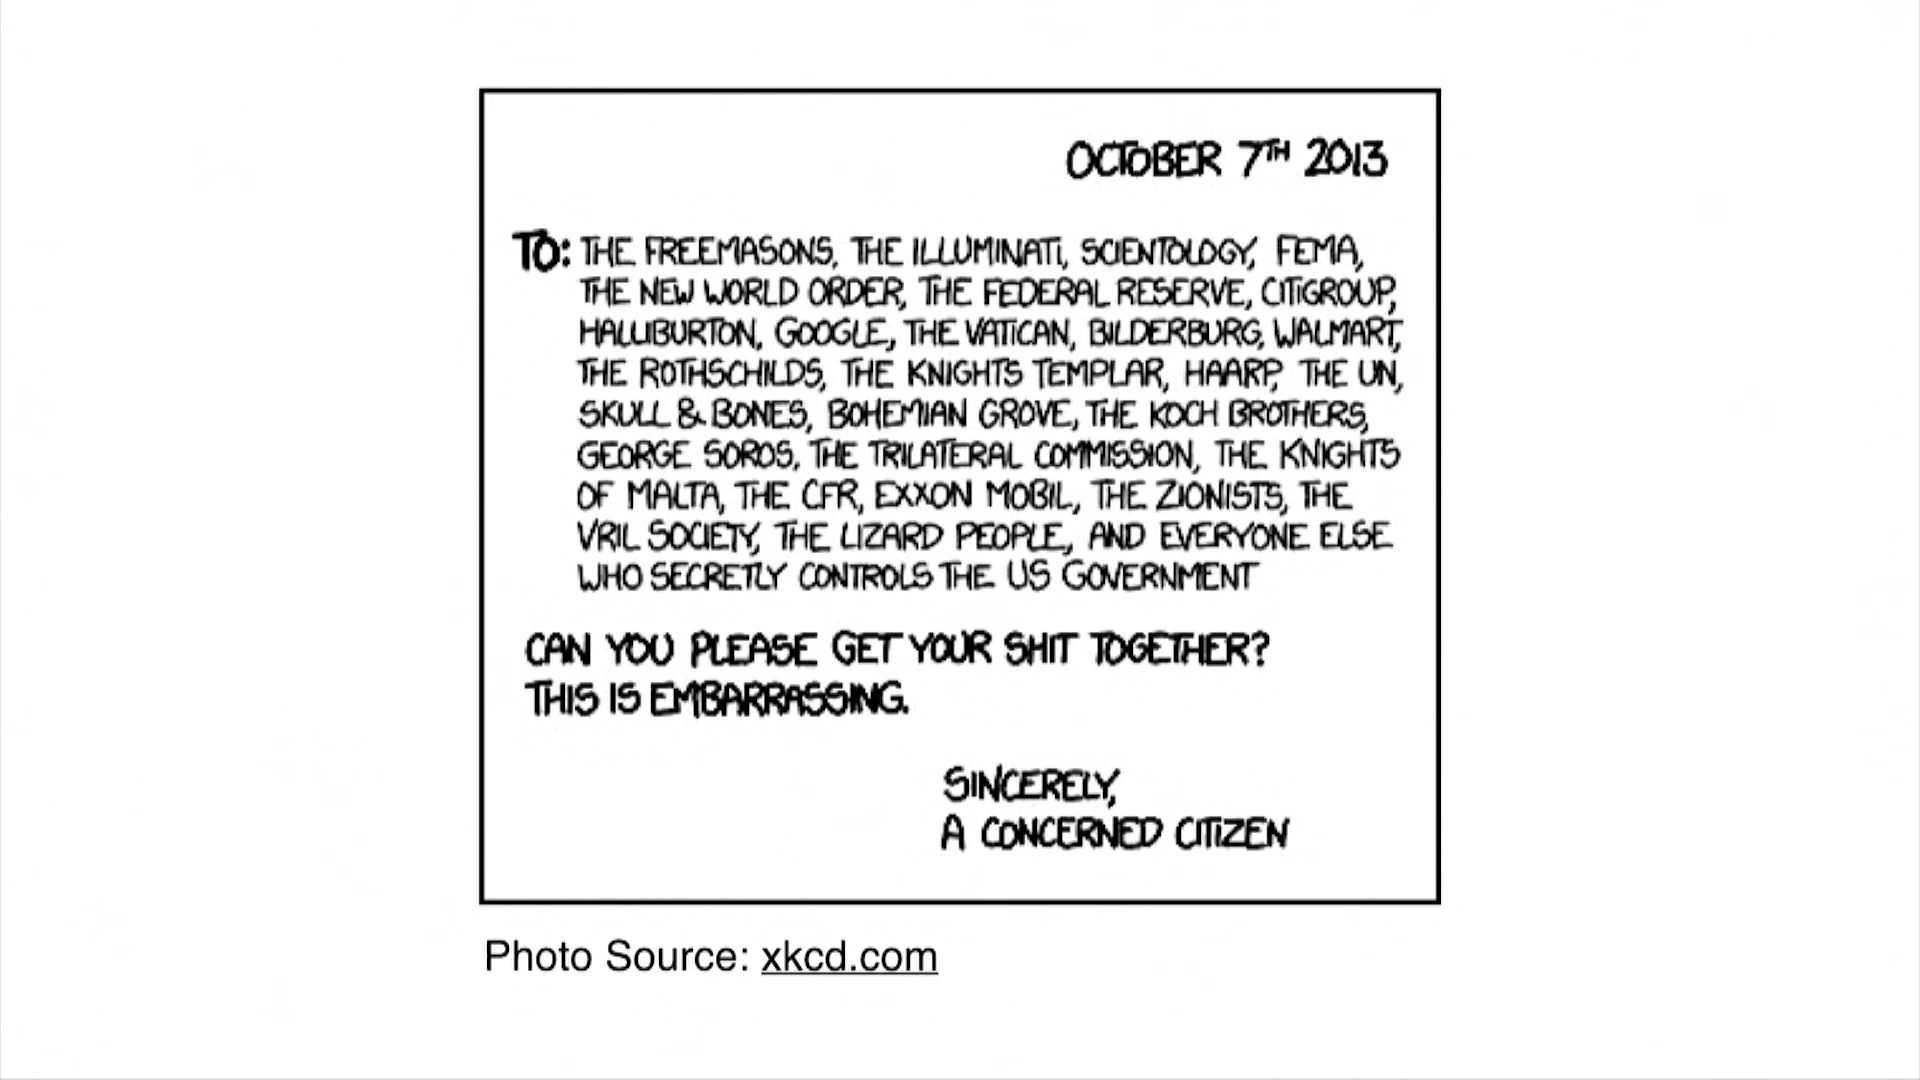 OCTOBER 7TH 2013
TO: THE FREEMASONS, THE ILLUMINATI, SCIENTOLOGY, FEMA,
THE NEW WORLD ORDER, THE FEDERAL RESERVE, CITIGROUP,
HALLIBURTON, GOOGLE, THE VATICAN, BILDERBURG, WALMART,
THE ROTHSCHILDS, THE KNIGHTS TEMPLAR, HAARP, THE UN,
SKULL & BONES, BOHEMIAN GROVE, THE KOCH BROTHERS,
GEORGE SOROS, THE TRILATERAL COMMISSION, THE KNIGHTS
OF MALTA, THE CFR, EXXON MOBIL, THE ZIONISTS, THE
VRIL SOCIETY, THE LIZARD PEOPLE, AND EVERYONE ELSE
WHO SECRETLY CONTROLS THE US GOVERNMENT
CAN YOU PLEASE GET YOUR SHIT TOGETHER?
THIS IS EMBARRASSING.
SINCERELY,
A CONCERNED CITIZEN
Photo Source: xkcd.com